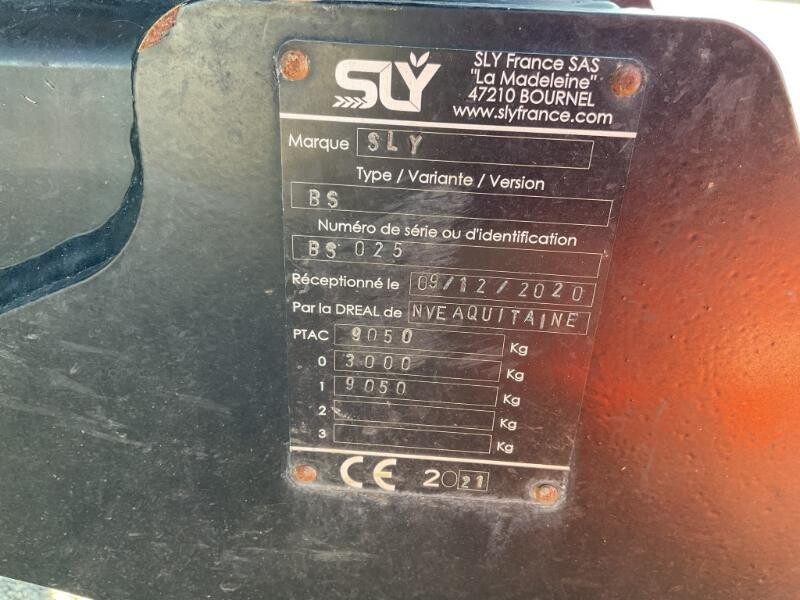 SLY
SLY France SAS
"La Madeleine"
47210 BOURNEL
www.slyfrance.com
Marque SLY
Type / Variante / Version
BS
Numéro de série ou d'identification
BS 025
Réceptionné le 09/12/2020
Par la DREAL de NVE AQUITAINE
PTAC 9050 Kg
0 3000 Kg
1 9050 Kg
2 Kg
3 Kg
CE 2021